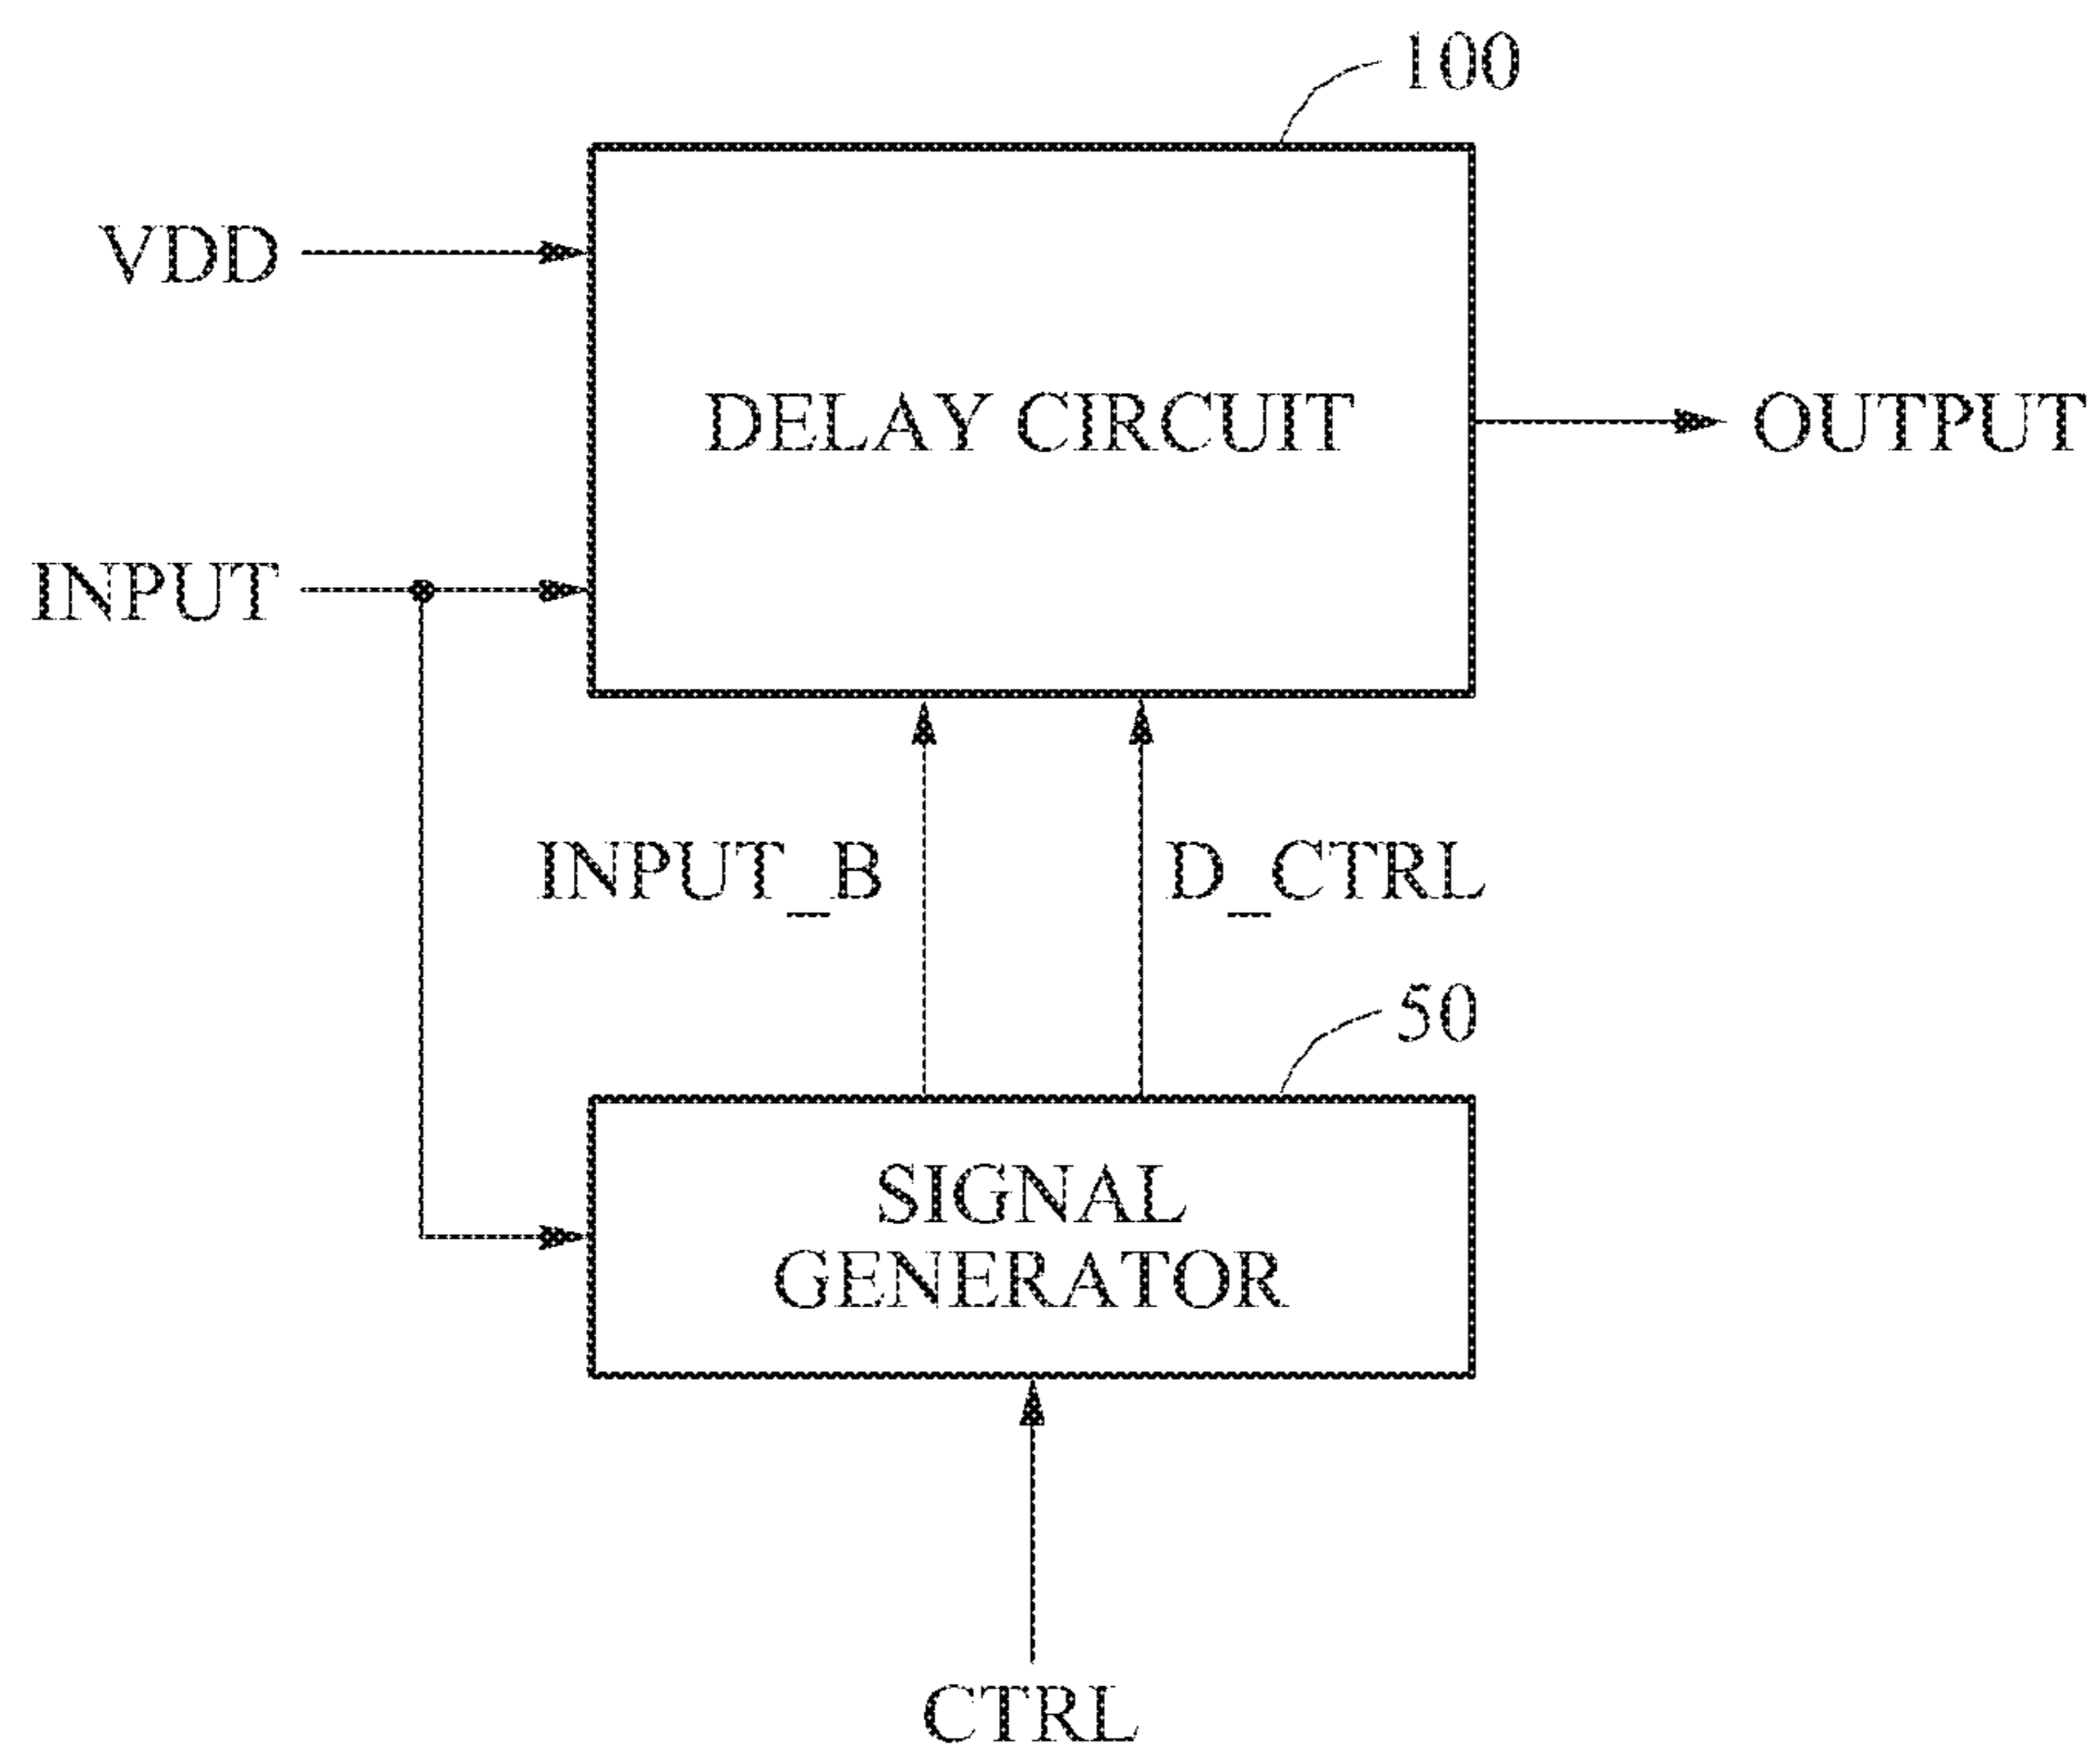 100
VDD
DELAY CIRCUIT
OUTPUT
INPUT
INPUT_B
D_CTRL
50
SIGNAL
GENERATOR
CTRL